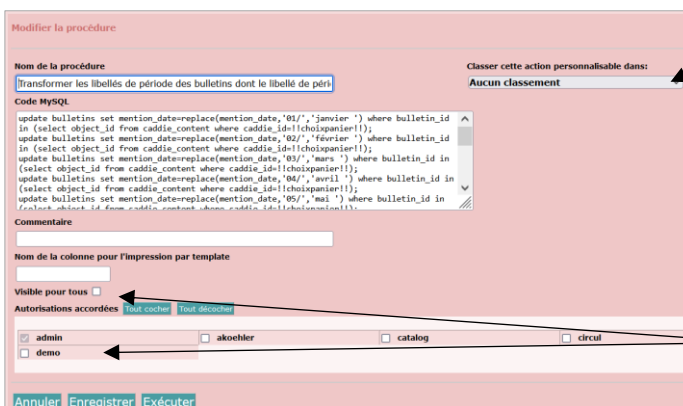 Modifier la procédure
Nom de la procédure
Classer cette action personnalisable dans:
Transformer les libellés de période des bulletins dont le libellé de péri
Aucun classement
Code MySQL
update bulletins set mention_date=replace(mention_date,'01/','janvier ') where bulletin_id
in (select object_id from caddie_content where caddie_id=!!choixpanier!!);
update bulletins set mention_date=replace(mention_date,'02/','février ') where bulletin_id
in (select object_id from caddie_content where caddie_id=!!choixpanier!!);
update bulletins set mention_date=replace(mention_date,'03/','mars ') where bulletin_id in
(select object_id from caddie_content where caddie_id=!!choixpanier!!);
update bulletins set mention_date=replace(mention_date,'04/','avril ') where bulletin_id in
(select object_id from caddie_content where caddie_id=!!choixpanier!!);
update bulletins set mention_date=replace(mention_date,'05/','mai ') where bulletin_id in
(select object_id from caddie_content where caddie_id=!!choixpanier!!);
Commentaire
Nom de la colonne pour l'impression par template
Visible pour tous
Autorisations accordées Tout cocher Tout décocher
admin akoehler catalog circul
demo
Annuler Enregistrer Exécuter